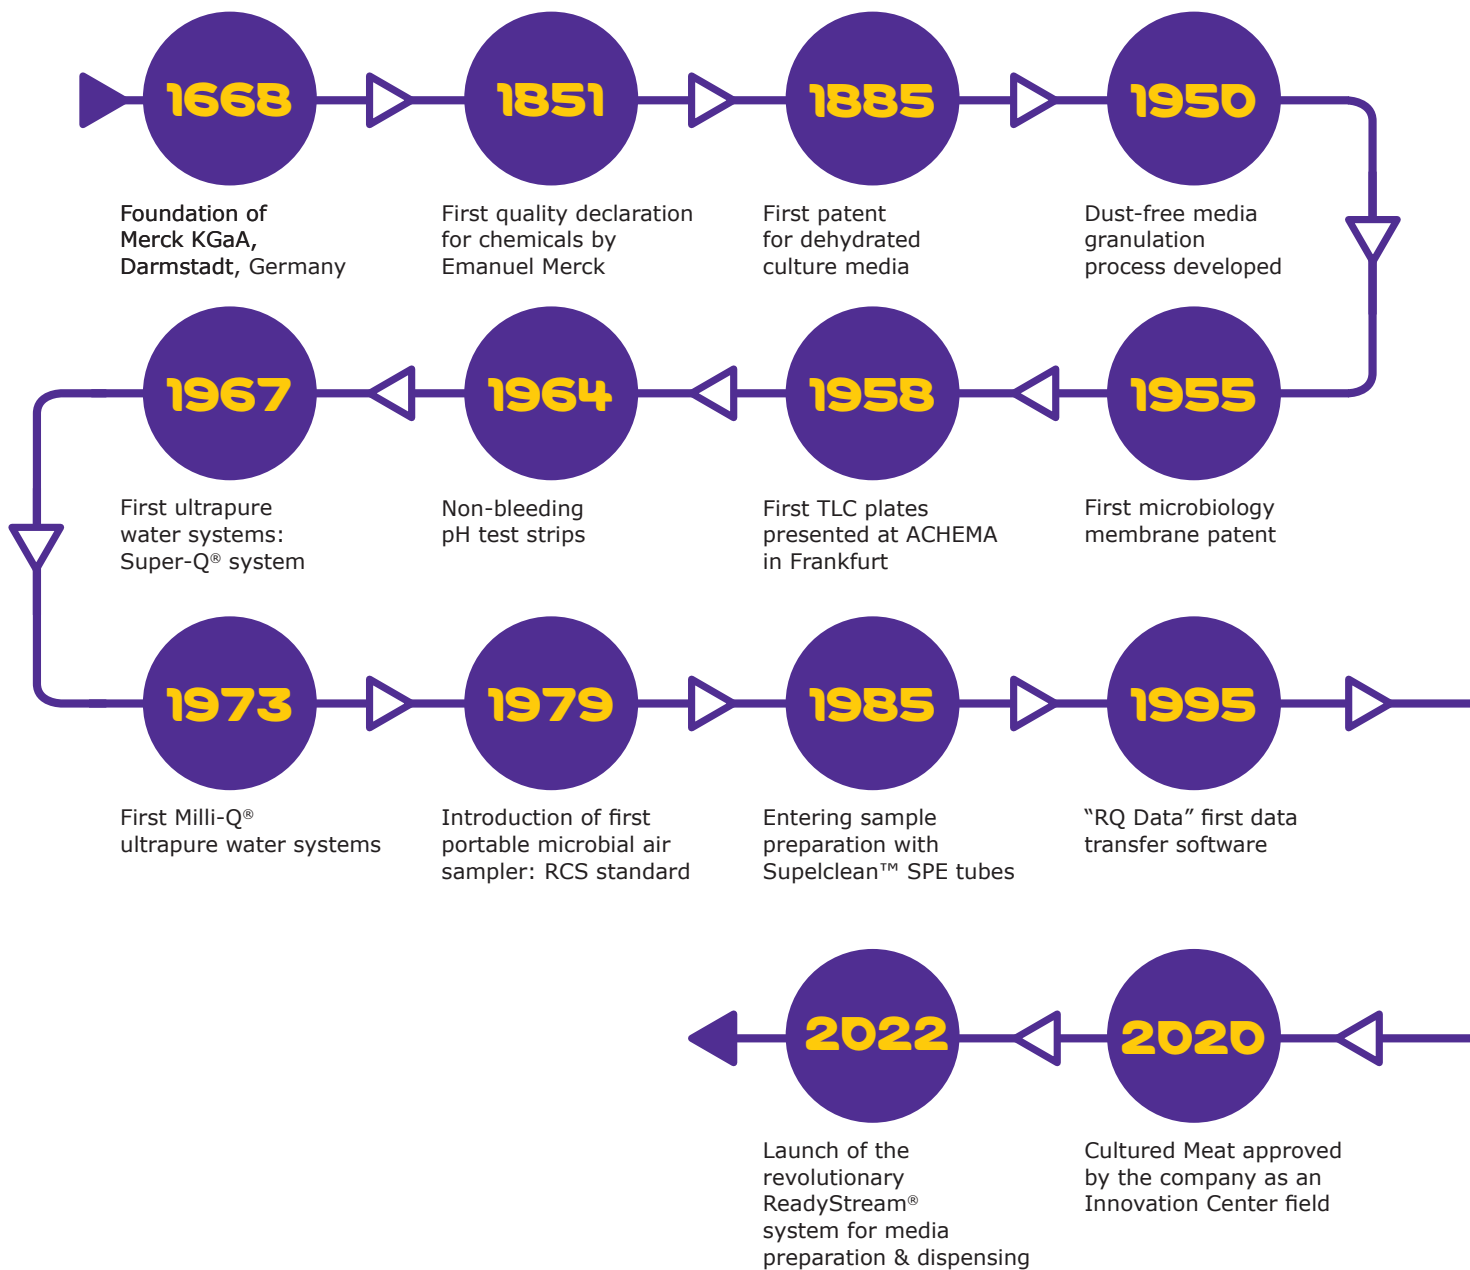 1668
Foundation of
Merck KGaA,
Darmstadt, Germany
1851
First quality declaration
for chemicals by
Emanuel Merck
1885
First patent
for dehydrated
culture media
1950
Dust-free media
granulation
process developed
1955
First microbiology
membrane patent
1958
First TLC plates
presented at ACHEMA
in Frankfurt
1964
Non-bleeding
pH test strips
1967
First ultrapure
water systems:
Super-Q® system
1973
First Milli-Q®
ultrapure water systems
1979
Introduction of first
portable microbial air
sampler: RCS standard
1985
Entering sample
preparation with
Supelclean™ SPE tubes
1995
“RQ Data” first data
transfer software
2020
Cultured Meat approved
by the company as an
Innovation Center field
2022
Launch of the
revolutionary
ReadyStream®
system for media
preparation & dispensing